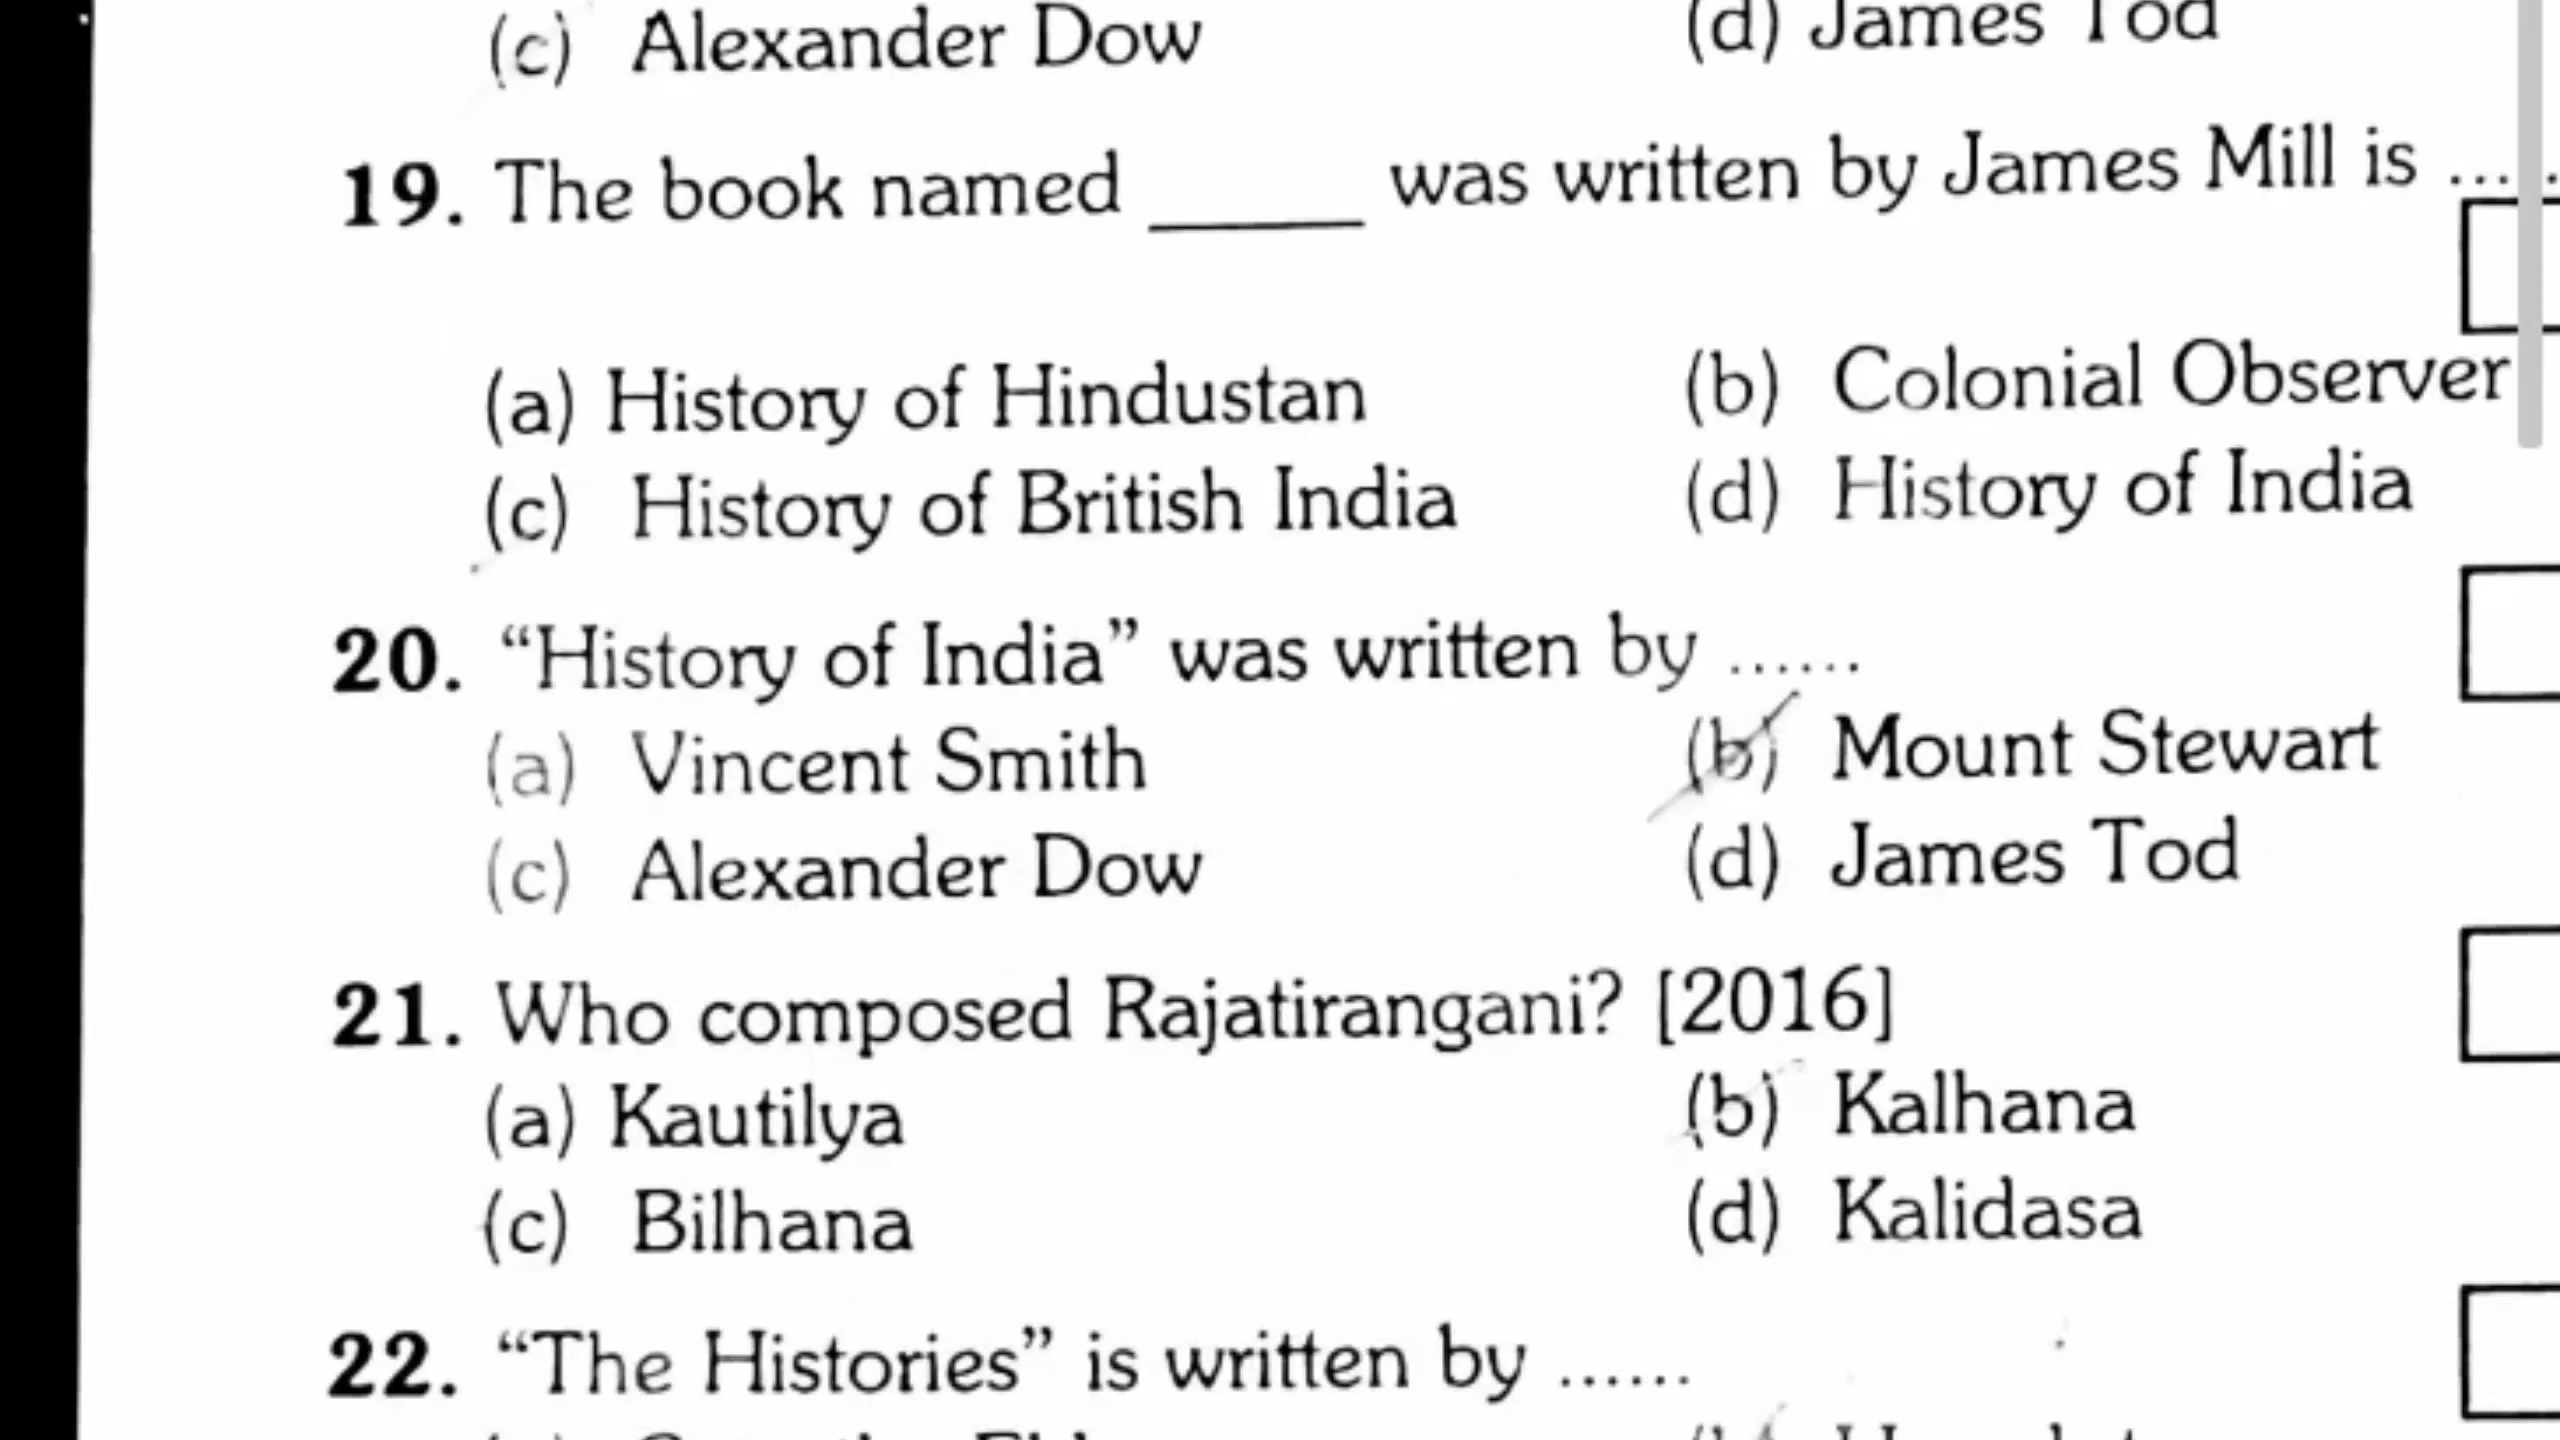 (c) Alexander Dow (d) James Tod
19. The book named _____ was written by James Mill is ....
(a) History of Hindustan (b) Colonial Observer
(c) History of British India (d) History of India
20. “History of India” was written by ......
(a) Vincent Smith (b) Mount Stewart
(c) Alexander Dow (d) James Tod
21. Who composed Rajatirangani? [2016]
(a) Kautilya (b) Kalhana
(c) Bilhana (d) Kalidasa
22. “The Histories” is written by ......